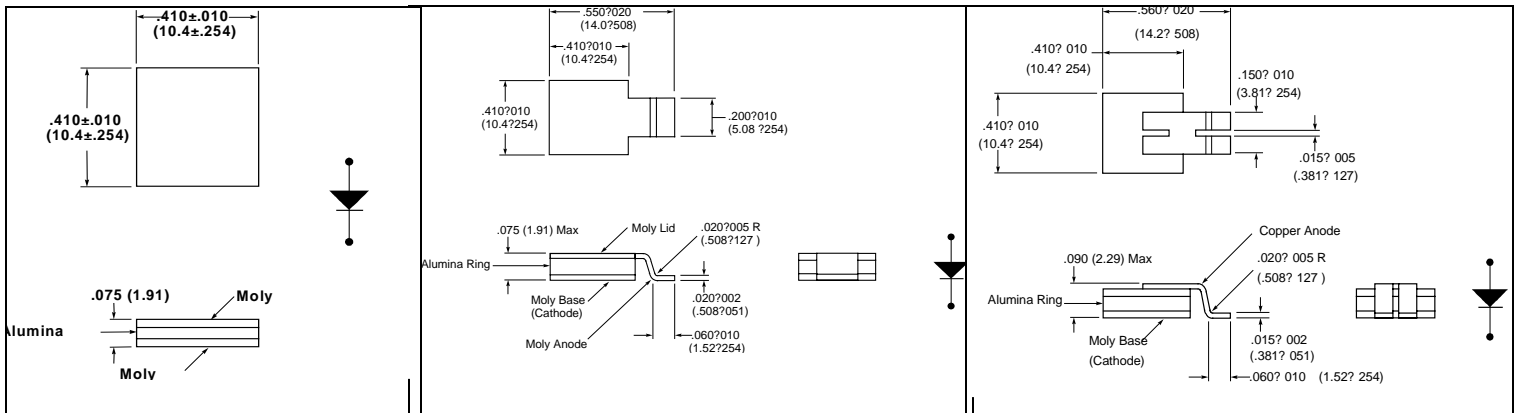 .410±.010
(10.4±.254)
.410±.010
(10.4±.254)
.075 (1.91)
Moly
Alumina
Moly
.550?020
(14.0?508)
.410?010
(10.4?254)
.410?010
(10.4?254)
.200?010
(5.08 ?254)
.075 (1.91) Max
Moly Lid
.020?005 R
(.508?127 )
Alumina Ring
Moly Base
(Cathode)
.020?002
(.508?051)
Moly Anode
.060?010
(1.52?254)
.560? 020
(14.2? 508)
.410? 010
(10.4? 254)
.150? 010
(3.81? 254)
.410? 010
(10.4? 254)
.015? 005
(.381? 127)
Copper Anode
.090 (2.29) Max
.020? 005 R
(.508? 127 )
Alumina Ring
Moly Base
(Cathode)
.015? 002
(.381? 051)
.060? 010 (1.52? 254)